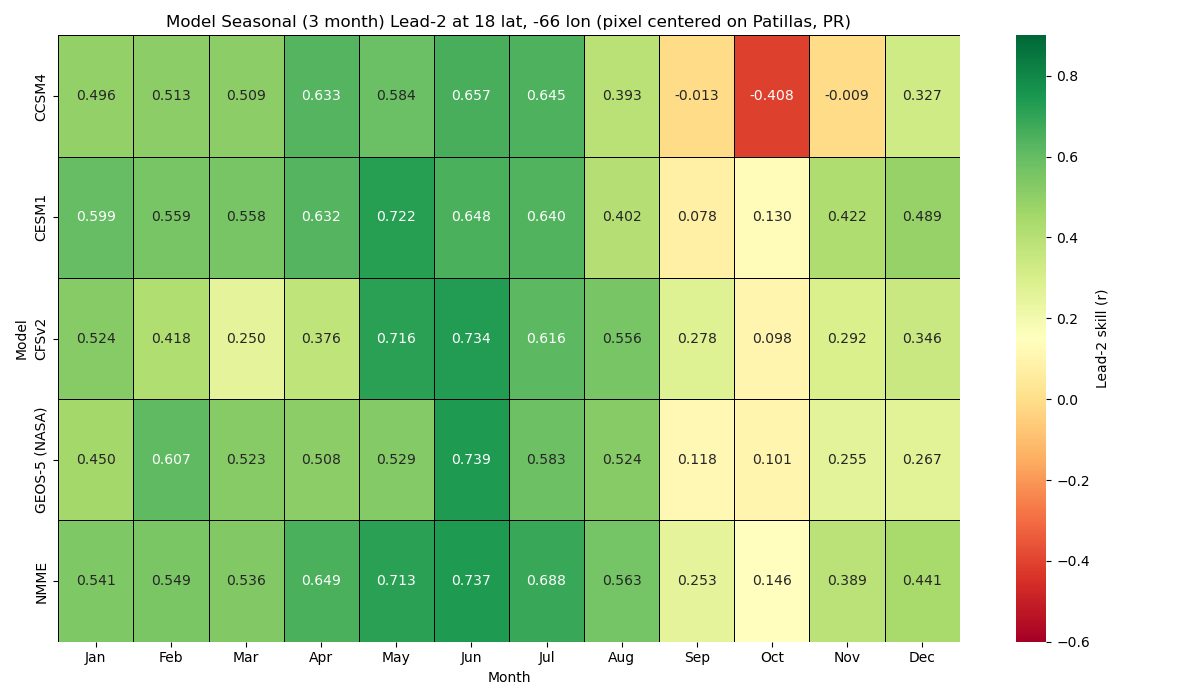 Model Seasonal (3 month) Lead-2 at 18 lat, -66 lon (pixel centered on Patillas, PR)
CCSM4 0.496 0.513 0.509 0.633 0.584 0.657 0.645 0.393 -0.013 -0.408 -0.009 0.327
CESM1 0.599 0.559 0.558 0.632 0.722 0.648 0.640 0.402 0.078 0.130 0.422 0.489
Model
CFSv2 0.524 0.418 0.250 0.376 0.716 0.734 0.616 0.556 0.278 0.098 0.292 0.346
GEOS-5 (NASA) 0.450 0.607 0.523 0.508 0.529 0.739 0.583 0.524 0.118 0.101 0.255 0.267
NMME 0.541 0.549 0.536 0.649 0.713 0.737 0.688 0.563 0.253 0.146 0.389 0.441
Jan Feb Mar Apr May Jun Jul Aug Sep Oct Nov Dec
Month
0.8
0.6
0.4
0.2
0.0
−0.2
−0.4
−0.6
Lead-2 skill (r)